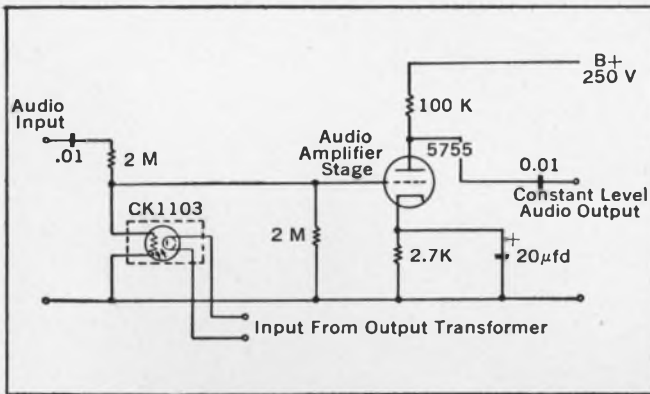 B+
250 V
Audio
Input
.01
2 M
100 K
Audio
Amplifier
Stage
5755
0.01
Constant Level
Audio Output
CK1103
2 M
2.7K
+
20μfd
Input From Output Transformer